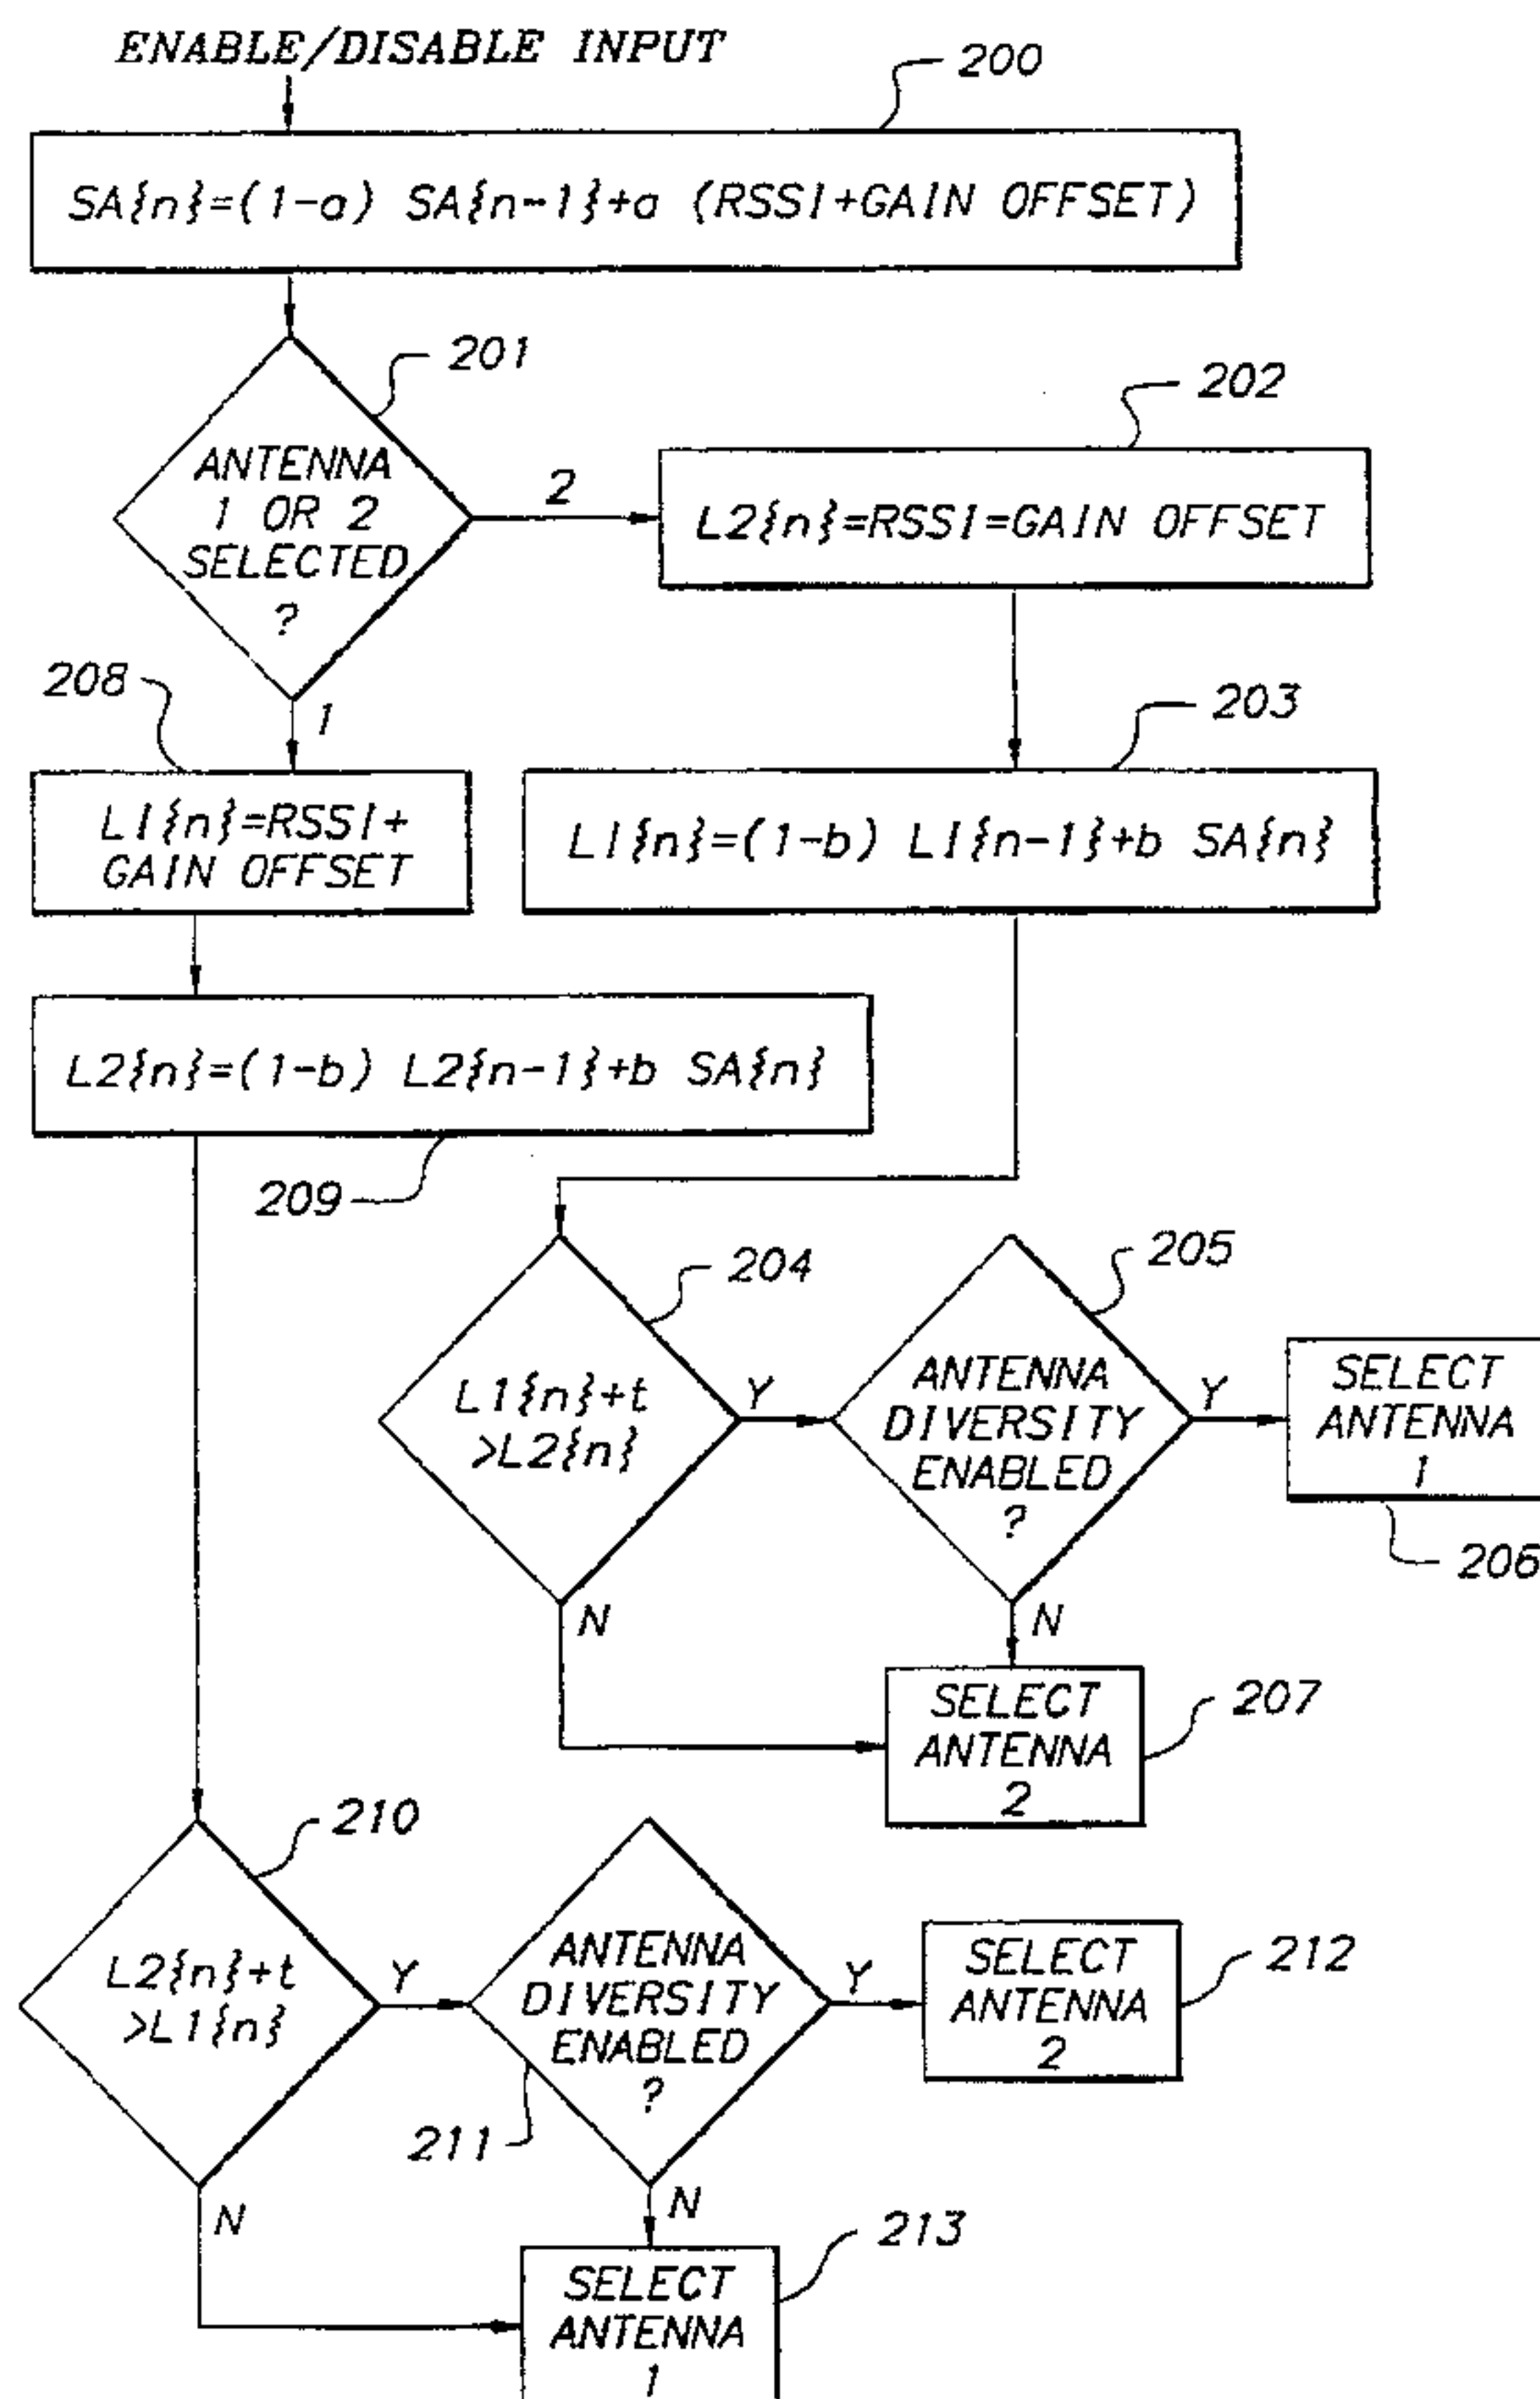 ENABLE/DISABLE INPUT
200
SA{n}=(1-a) SA{n-1}+a (RSSI+GAIN OFFSET)
201
ANTENNA
1 OR 2
SELECTED
?
2
202
L2{n}=RSSI=GAIN OFFSET
1
208
L1{n}=RSSI+
GAIN OFFSET
203
L1{n}=(1-b) L1{n-1}+b SA{n}
L2{n}=(1-b) L2{n-1}+b SA{n}
209
204
L1{n}+t
>L2{n}
Y
N
205
ANTENNA
DIVERSITY
ENABLED
?
Y
N
SELECT
ANTENNA
1
206
SELECT
ANTENNA
2
207
210
L2{n}+t
>L1{n}
Y
N
ANTENNA
DIVERSITY
ENABLED
?
211
Y
N
SELECT
ANTENNA
2
212
213
SELECT
ANTENNA
1